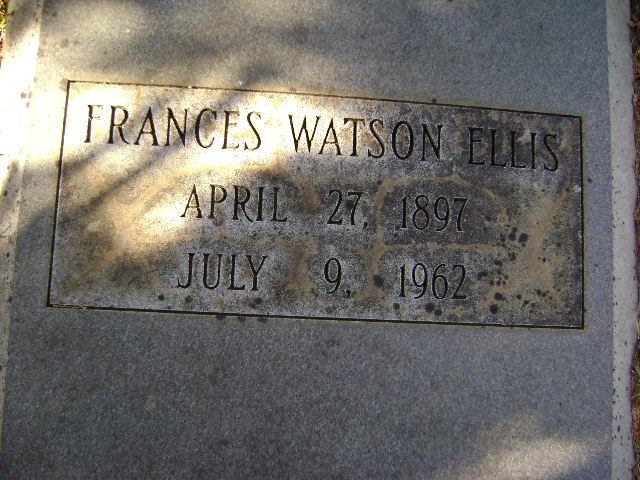 FRANCES WATSON ELLIS
APRIL 27, 1897
JULY 9, 1962